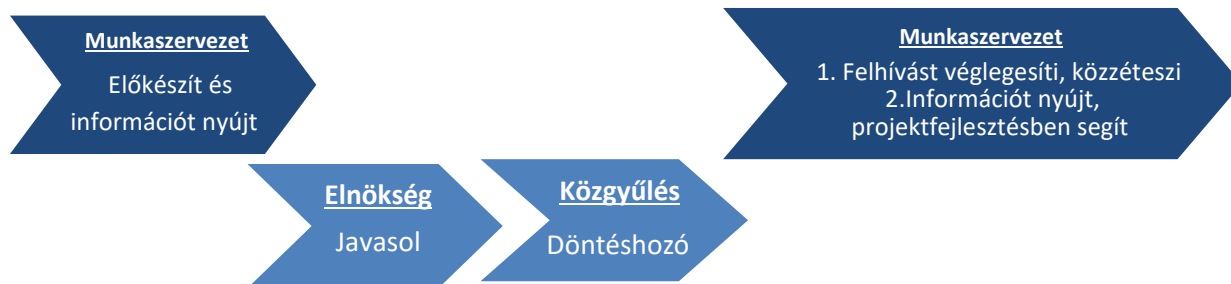 Munkaszervezet
Előkészít és
információt nyújt
Elnökség
Javasol
Közgyűlés
Döntéshozó
Munkaszervezet
1. Felhívást véglegesíti, közzéteszi
2.Információt nyújt,
projektfejlesztésben segít